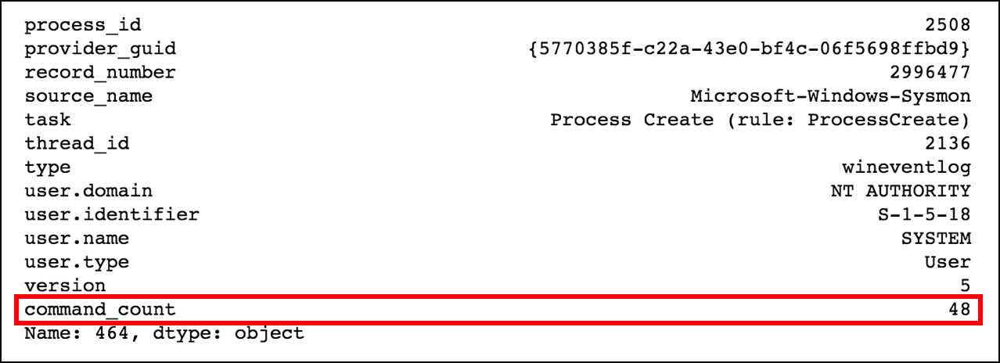 process_id 2508
provider_guid {5770385f-c22a-43e0-bf4c-06f5698ffbd9}
record_number 2996477
source_name Microsoft-Windows-Sysmon
task Process Create (rule: ProcessCreate)
thread_id 2136
type wineventlog
user.domain NT AUTHORITY
user.identifier S-1-5-18
user.name SYSTEM
user.type User
version 5
command_count 48
Name: 464, dtype: object